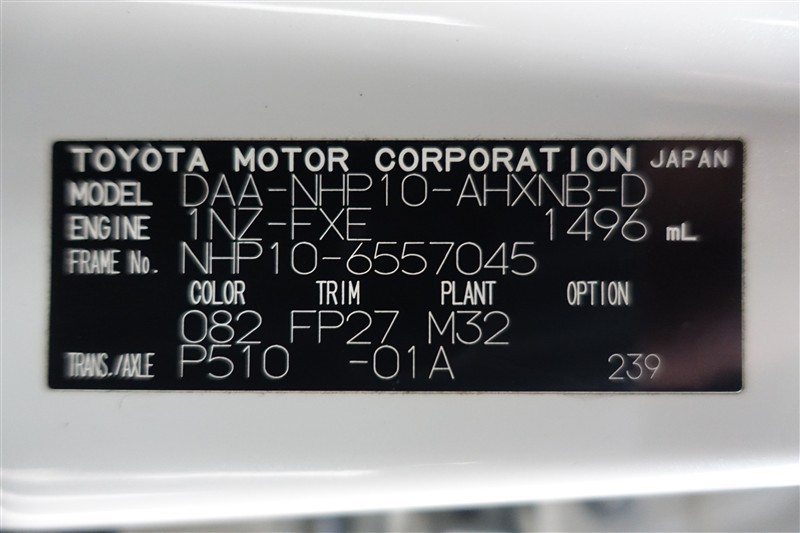 TOYOTA MOTOR CORPORATION JAPAN
MODEL DAA-NHP10-AHXNB-D
ENGINE 1NZ-FXE 1496 mL
FRAME No. NHP10-6557045
COLOR TRIM PLANT OPTION
082 FP27 M32
TRANS./AXLE P510 -01A 239